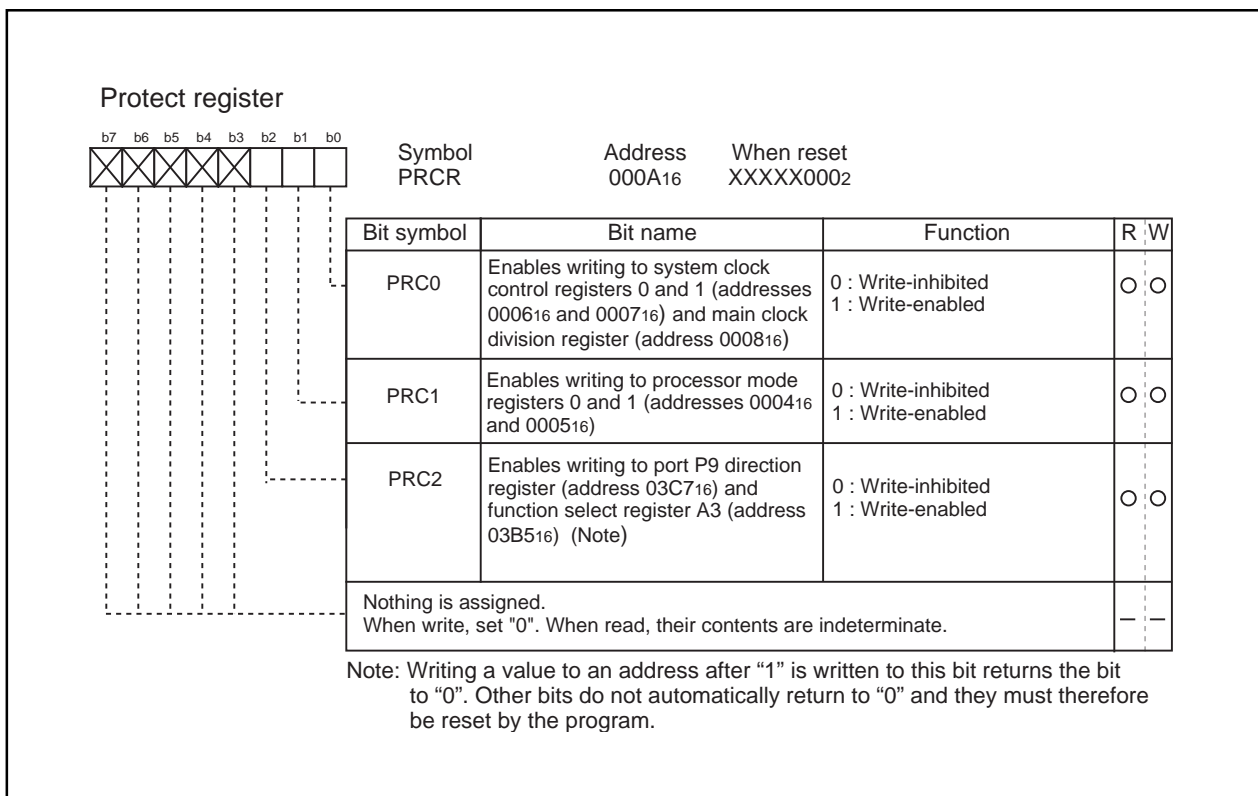 Protect register
b7 b6 b5 b4 b3 b2 b1 b0
Symbol Address When reset
PRCR 000A16 XXXXX0002
Bit symbol Bit name Function R W
PRC0
Enables writing to system clock
control registers 0 and 1 (addresses
000616 and 000716) and main clock
division register (address 000816)
0 : Write-inhibited
1 : Write-enabled
PRC1
Enables writing to processor mode
registers 0 and 1 (addresses 000416
and 000516)
0 : Write-inhibited
1 : Write-enabled
PRC2
Enables writing to port P9 direction
register (address 03C716) and
function select register A3 (address
03B516) (Note)
0 : Write-inhibited
1 : Write-enabled
Nothing is assigned.
When write, set "0". When read, their contents are indeterminate.
Note: Writing a value to an address after “1” is written to this bit returns the bit
to “0”. Other bits do not automatically return to “0” and they must therefore
be reset by the program.